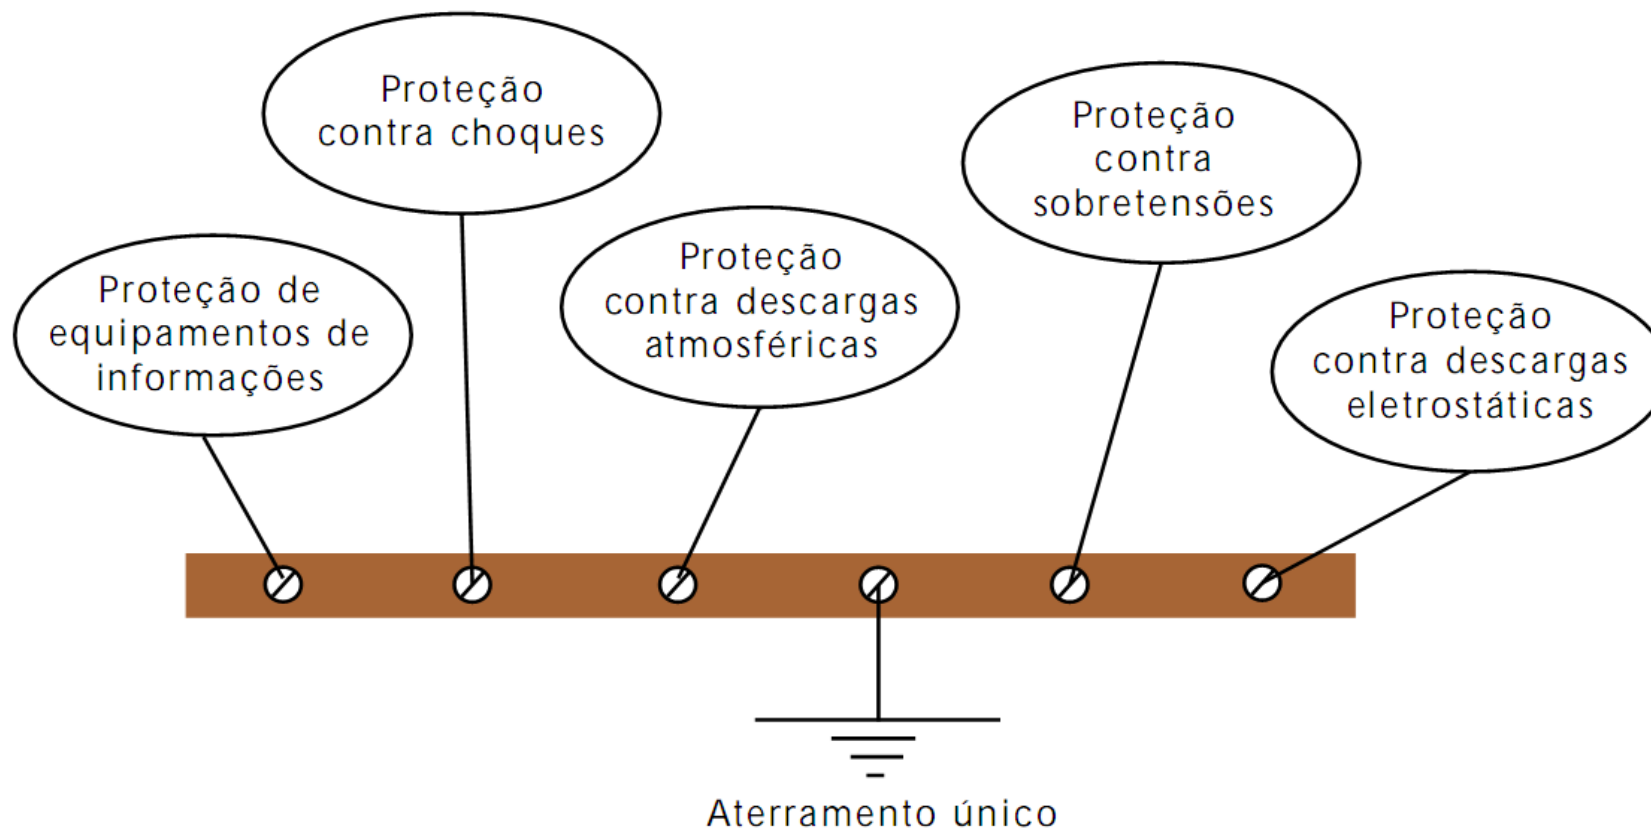 Proteção
contra choques
Proteção
contra
sobretensões
Proteção
contra descargas
atmosféricas
Proteção de
equipamentos de
informações
Proteção
contra descargas
eletrostáticas
Aterramento único